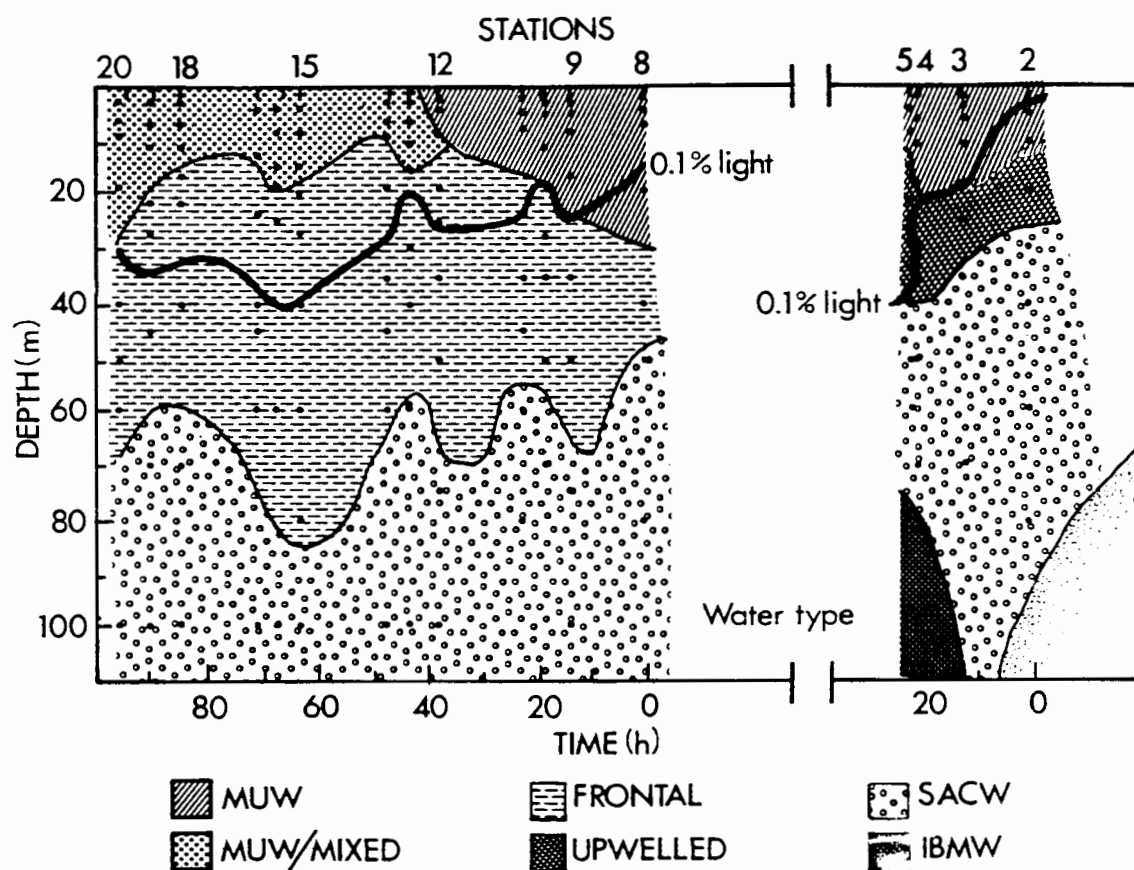 STATIONS
20 18 15 12 9 8 5 4 3 2
0.1% light
20
40
0.1% light
60
80
100
DEPTH (m)
Water type
80 60 40 20 0 20 0
TIME (h)
MUW FRONTAL SACW
MUW/MIXED UPWELLED IBMW